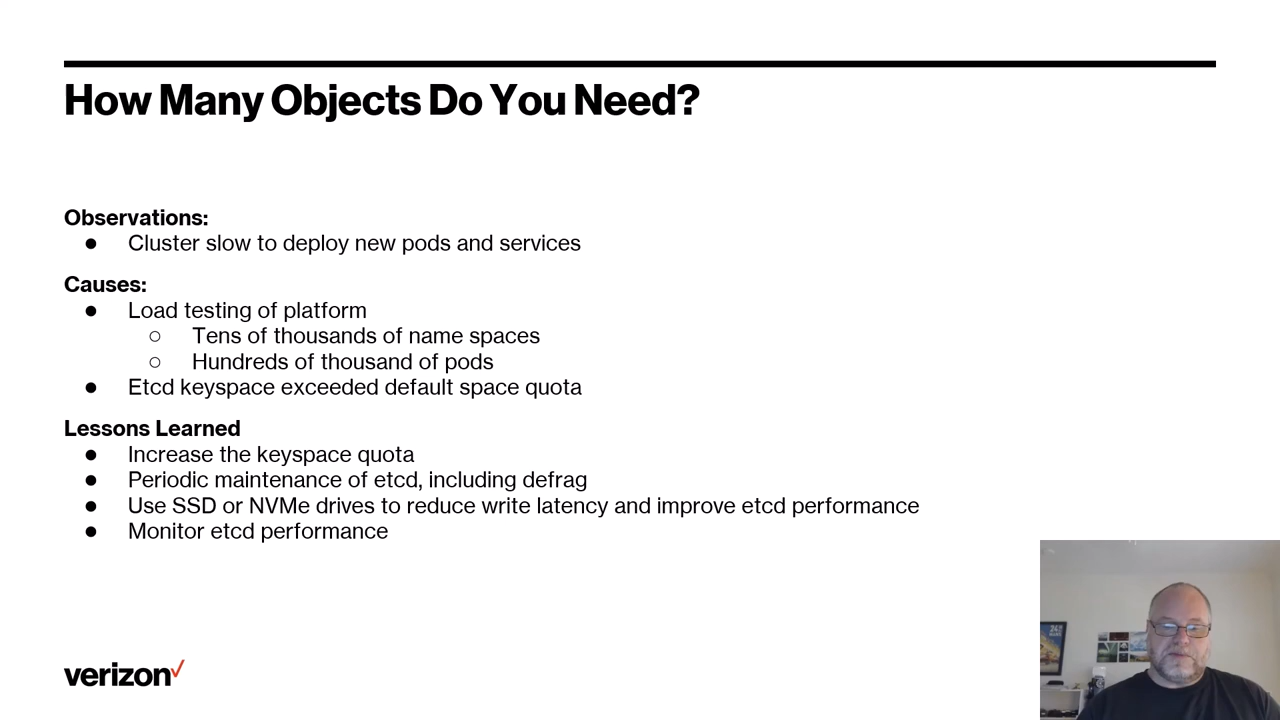 How Many Objects Do You Need?
Observations:
● Cluster slow to deploy new pods and services
Causes:
● Load testing of platform
○ Tens of thousands of name spaces
○ Hundreds of thousand of pods
● Etcd keyspace exceeded default space quota
Lessons Learned
● Increase the keyspace quota
● Periodic maintenance of etcd, including defrag
● Use SSD or NVMe drives to reduce write latency and improve etcd performance
● Monitor etcd performance
verizon✓